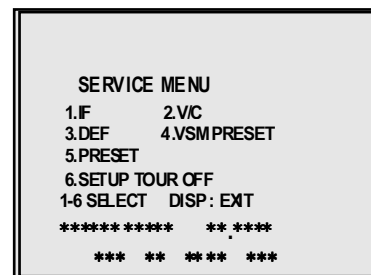 SERVICE MENU
1.IF 2.V/C
3.DEF 4.VSM PRESET
5.PRESET
6.SETUP TOUR OFF
1-6 SELECT DISP : EXIT
*********** **.****
*** ** **** ***